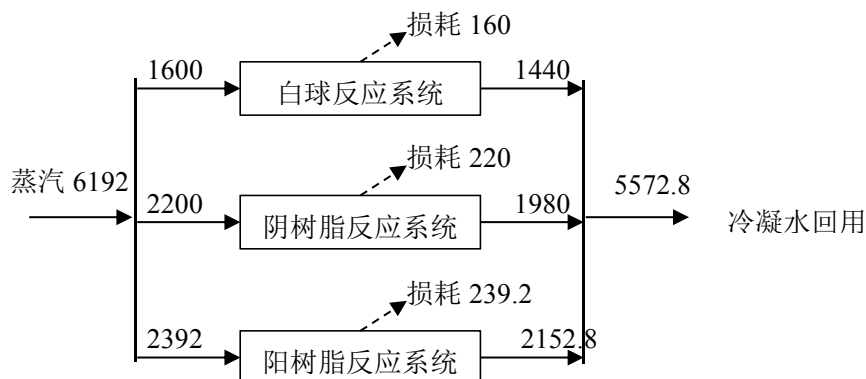 损耗 160
1600
白球反应系统
1440
蒸汽 6192
损耗 220
2200
阴树脂反应系统
1980
5572.8
冷凝水回用
损耗 239.2
2392
阳树脂反应系统
2152.8